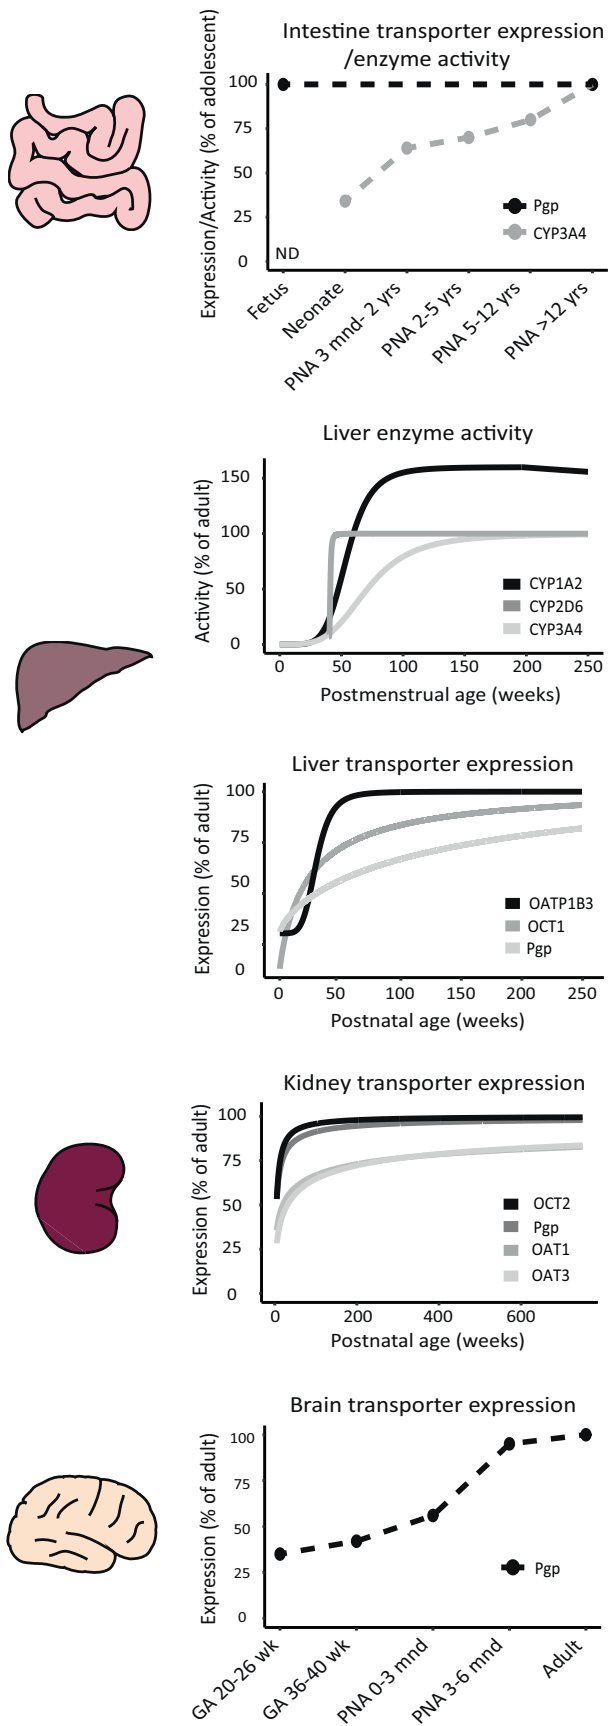 Intestine transporter expression
/enzyme activity
Expression/Activity (% of adolescent)
100
75
50
25
0
ND
Pgp
CYP3A4
Fetus
Neonate
PNA 3 mnd- 2 yrs
PNA 2-5 yrs
PNA 5-12 yrs
PNA >12 yrs
Liver enzyme activity
Activity (% of adult)
150
100
50
0
CYP1A2
CYP2D6
CYP3A4
0 50 100 150 200 250
Postmenstrual age (weeks)
Liver transporter expression
Expression (% of adult)
100
75
50
25
0
OATP1B3
OCT1
Pgp
0 50 100 150 200 250
Postnatal age (weeks)
Kidney transporter expression
Expression (% of adult)
100
75
50
25
0
OCT2
Pgp
OAT1
OAT3
0 200 400 600
Postnatal age (weeks)
Brain transporter expression
Expression (% of adult)
100
75
50
25
0
Pgp
GA 20-26 wk
GA 36-40 wk
PNA 0-3 mnd
PNA 3-6 mnd
Adult